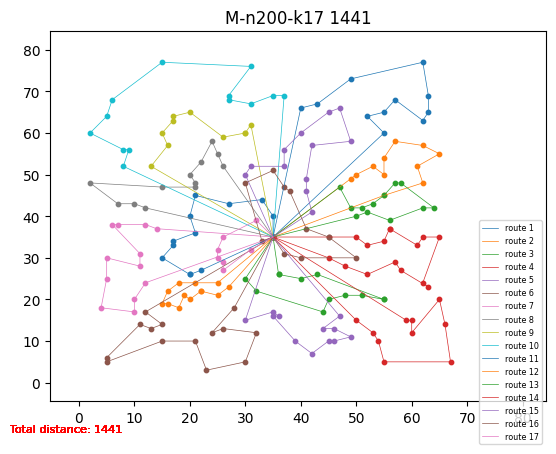 M-n200-k17 1441
80
70
60
50
40
30
20
10
0
0
10
20
30
40
50
60
70
80
route 1
route 2
route 3
route 4
route 5
route 6
route 7
route 8
route 9
route 10
route 11
route 12
route 13
route 14
route 15
route 16
route 17
Total distance: 1441